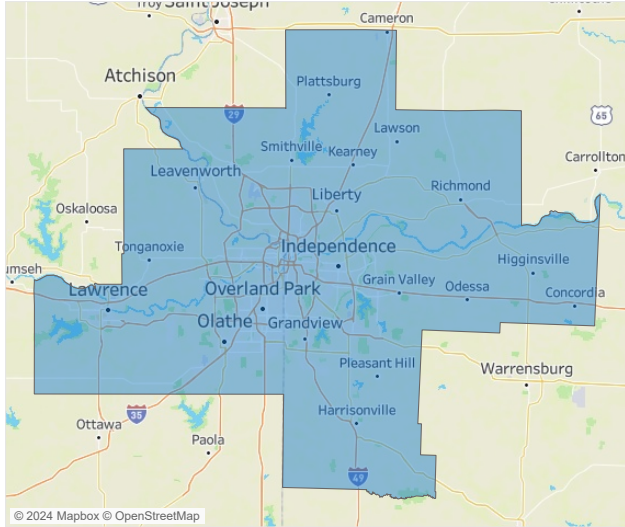 Troy
Saint Joseph
Cameron
Atchison
Plattsburg
29
65
Lawson
Smithville
Kearney
Carrollton
Leavenworth
Richmond
Liberty
Oskaloosa
Tonganoxie
Independence
Higginsville
umseh
Lawrence
Overland Park
Grain Valley
Odessa
Concordia
Olathe
Grandview
Pleasant Hill
Warrensburg
35
Harrisonville
Ottawa
Paola
49
© 2024 Mapbox © OpenStreetMap